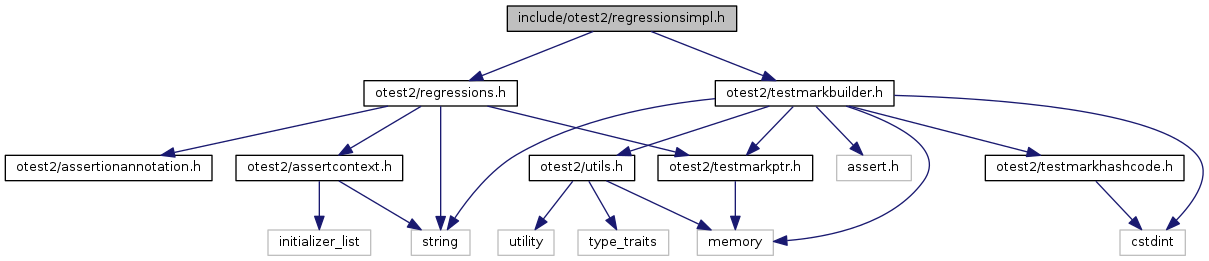 include/otest2/regressionsimpl.h
otest2/regressions.h
otest2/testmarkbuilder.h
otest2/assertionannotation.h
otest2/assertcontext.h
otest2/utils.h
otest2/testmarkptr.h
assert.h
otest2/testmarkhashcode.h
initializer_list
string
utility
type_traits
memory
cstdint